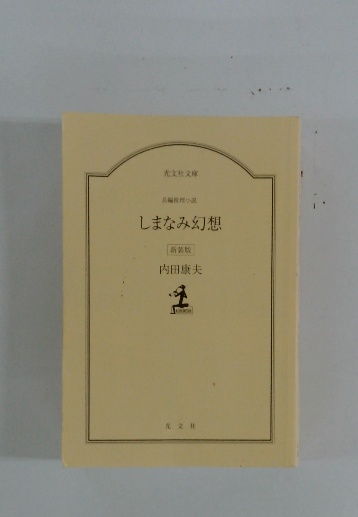 光文社文庫
長編推理小説
しまなみ幻想
新装版
内田康夫
光文社